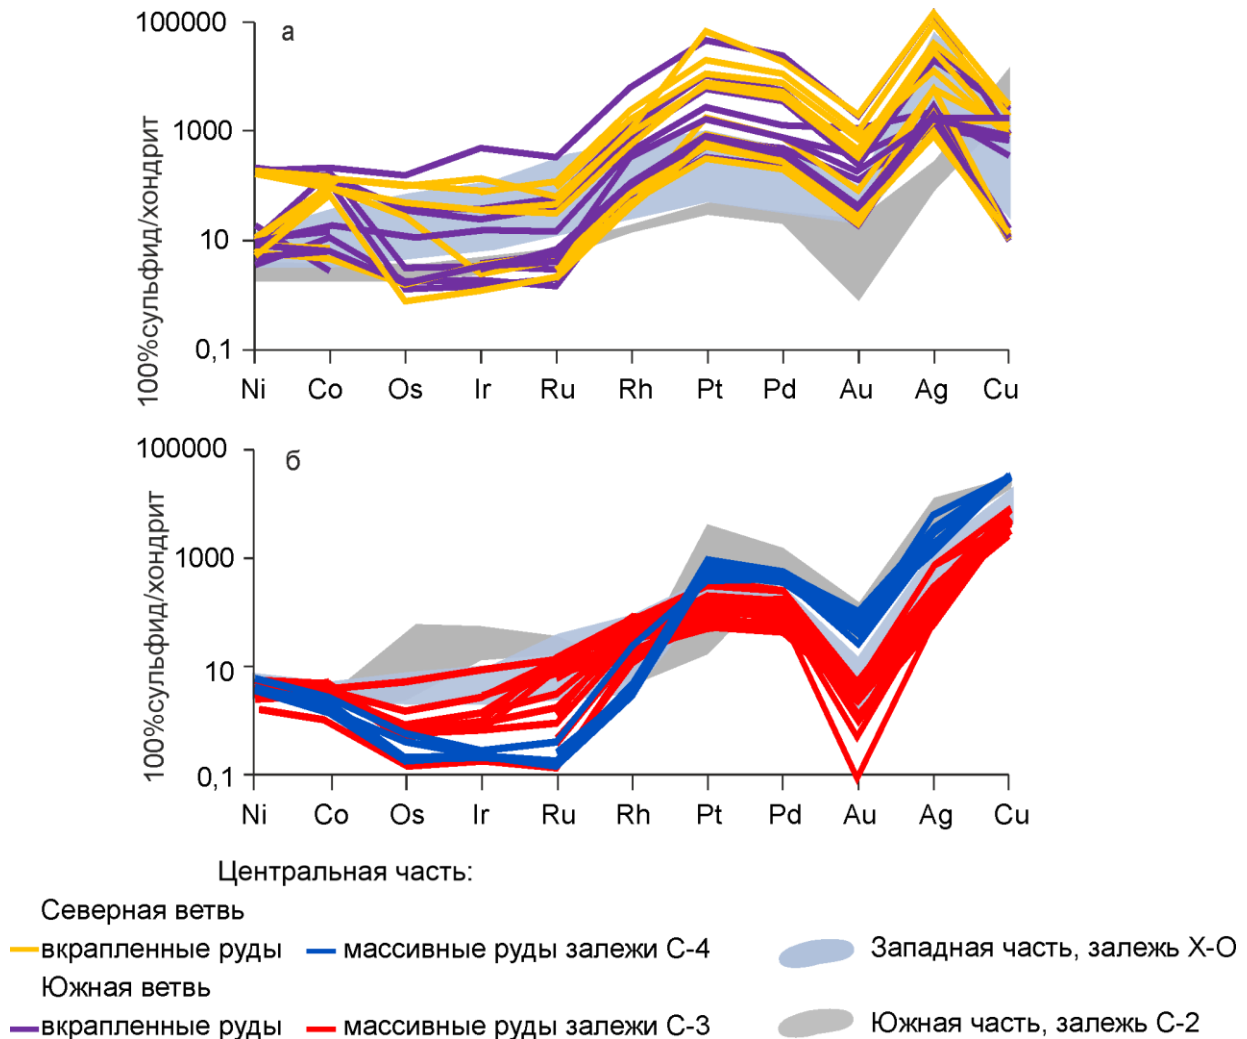 100000
а
1000
10
0,1
100%сульфид/хондрит
Ni Co Os Ir Ru Rh Pt Pd Au Ag Cu
100000
б
1000
10
0,1
100%сульфид/хондрит
Ni Co Os Ir Ru Rh Pt Pd Au Ag Cu
Центральная часть:
Северная ветвь
вкрапленные руды массивные руды залежи С-4 Западная часть, залежь Х-О
Южная ветвь
вкрапленные руды массивные руды залежи С-3 Южная часть, залежь С-2